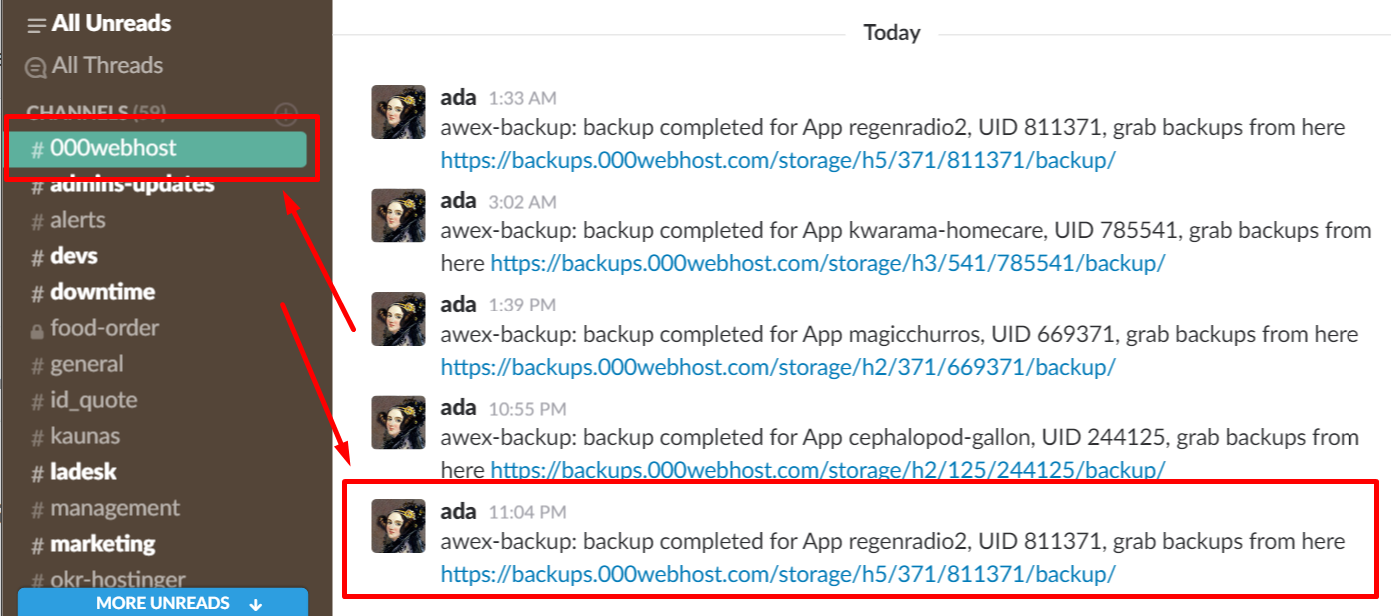 All Unreads
All Threads
CHANNELS (59)
# 000webhost
# admins-updates
# alerts
# devs
# downtime
food-order
# general
# id_quote
# kaunas
# ladesk
# management
# marketing
# okr-hostinger
MORE UNREADS ↓
Today
ada 1:33 AM
awex-backup: backup completed for App regenradio2, UID 811371, grab backups from here
https://backups.000webhost.com/storage/h5/371/811371/backup/
ada 3:02 AM
awex-backup: backup completed for App kwarama-homecare, UID 785541, grab backups from
here https://backups.000webhost.com/storage/h3/541/785541/backup/
ada 1:39 PM
awex-backup: backup completed for App magicchurros, UID 669371, grab backups from here
https://backups.000webhost.com/storage/h2/371/669371/backup/
ada 10:55 PM
awex-backup: backup completed for App cephalopod-gallon, UID 244125, grab backups from
here https://backups.000webhost.com/storage/h2/125/244125/backup/
ada 11:04 PM
awex-backup: backup completed for App regenradio2, UID 811371, grab backups from here
https://backups.000webhost.com/storage/h5/371/811371/backup/